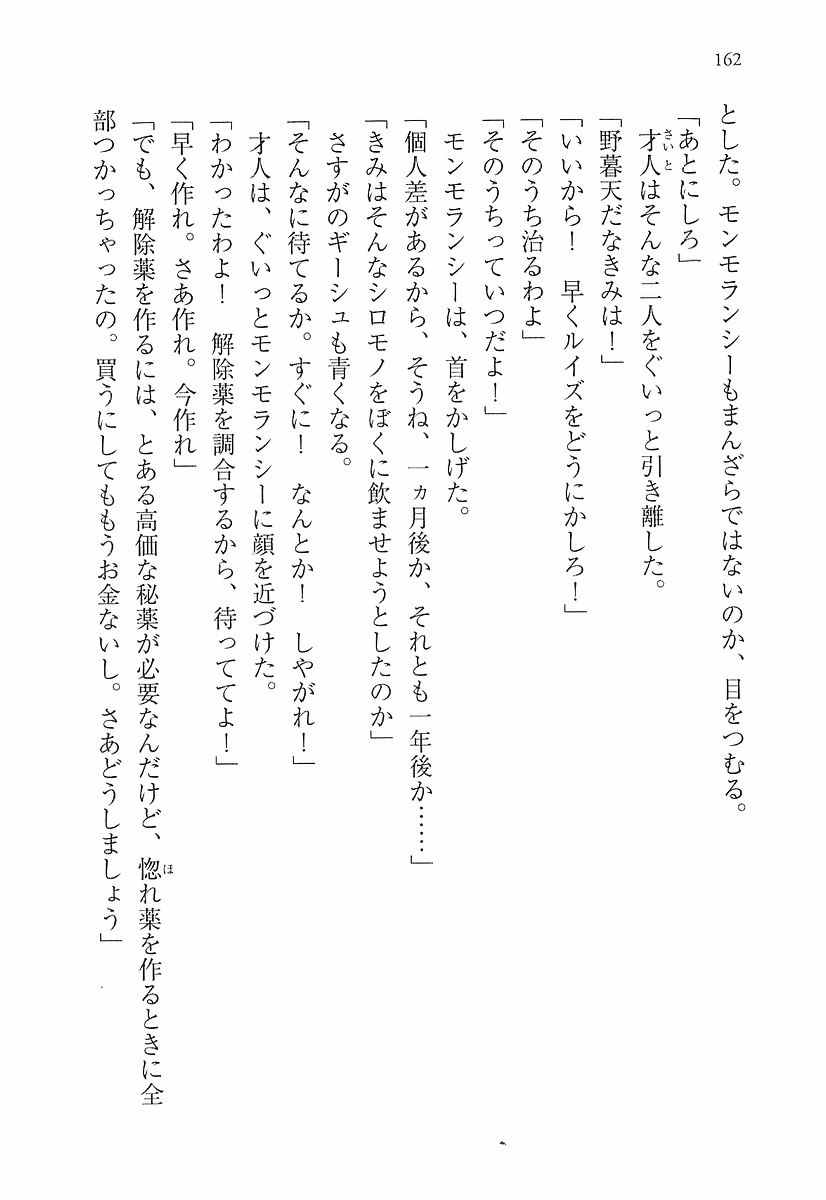 162
とした。モンモランシーもまんざらではないのか、目をつむる。
「あとにしろ」
才人はそんな二人をぐいっと引き離した。
「野暮天だなきみは！」
「いいから！　早くルイズをどうにかしろ！」
「そのうち治るわよ」
「そのうちっていつだよ！」
モンモランシーは、首をかしげた。
「個人差があるから、そうね、一ヵ月後か、それとも一年後か……」
「きみはそんなシロモノをぼくに飲ませようとしたのか」
さすがのギーシュも青くなる。
「そんなに待てるか。すぐに！　なんとか！　しやがれ！」
才人は、ぐいっとモンモランシーに顔を近づけた。
「わかったわよ！　解除薬を調合するから、待っててよ！」
「早く作れ。さあ作れ。今作れ」
「でも、解除薬を作るには、とある高価な秘薬が必要なんだけど、惚れ薬を作るときに全
部つかっちゃったの。買うにしてももうお金ないし。さあどうしましょう」